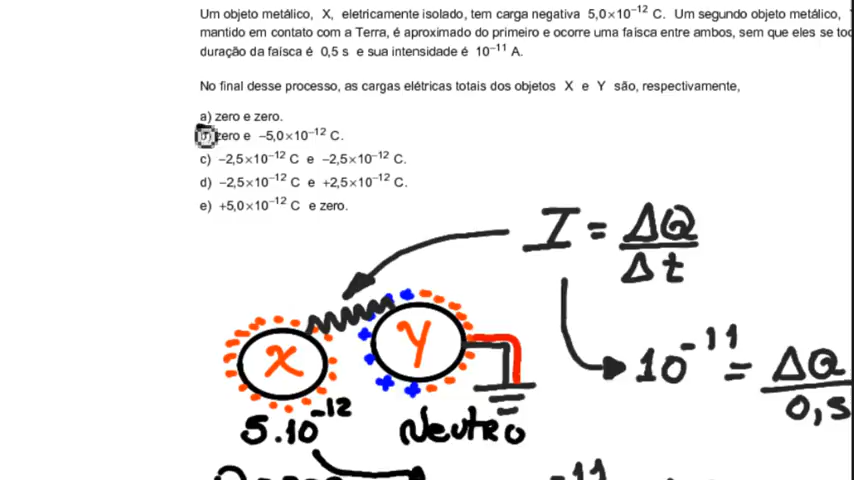 Um objeto metálico, X, eletricamente isolado, tem carga negativa 5,0×10⁻¹² C. Um segundo objeto metálico,
mantido em contato com a Terra, é aproximado do primeiro e ocorre uma faísca entre ambos, sem que eles se
duração da faísca é 0,5 s e sua intensidade é 10⁻¹¹ A.
No final desse processo, as cargas elétricas totais dos objetos X e Y são, respectivamente,
a) zero e zero.
zero e −5,0×10⁻¹² C.
c) −2,5×10⁻¹² C e −2,5×10⁻¹² C.
d) −2,5×10⁻¹² C e +2,5×10⁻¹² C.
e) +5,0×10⁻¹² C e zero.
I = ΔQ
Δt
X Y
10⁻¹¹ = ΔQ
0,5
5.10⁻¹² Neutro
⁻¹¹